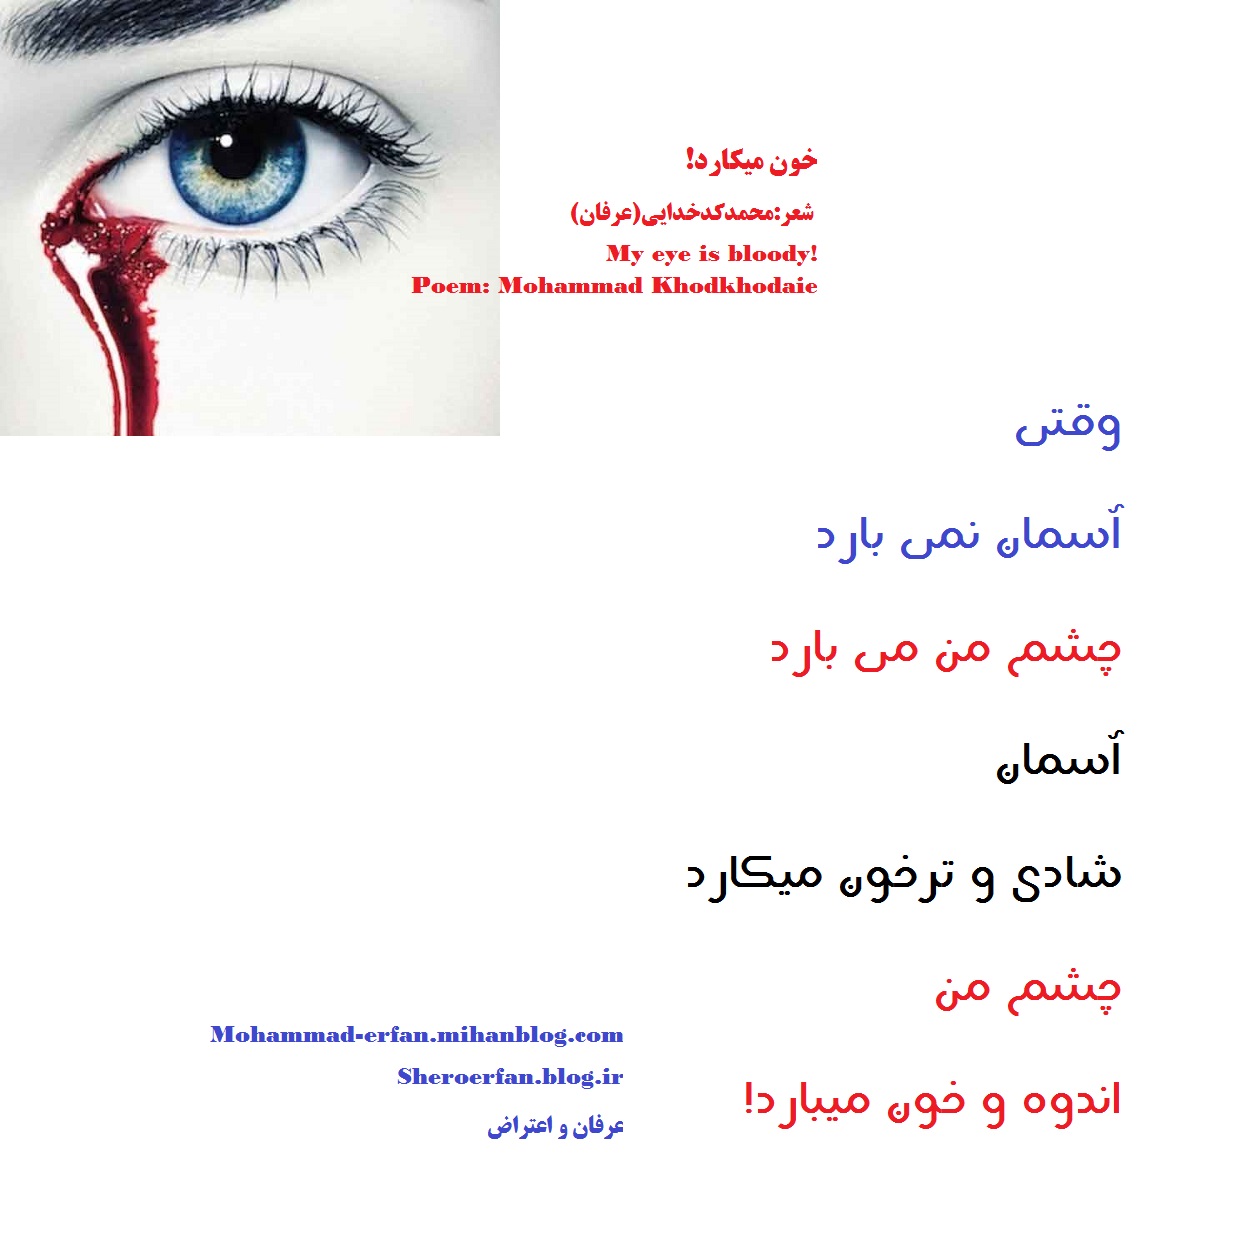 خون میکارد!
شعر:محمدکدخدایی(عرفان)
My eye is bloody!
Poem: Mohammad Khodkhodaie
وقتی
آسمان نمی بارد
چشم من می بارد
آسمان
شادی و ترخون میکارد
چشم من
اندوه و خون میبارد!
Mohammad-erfan.mihanblog.com
Sheroerfan.blog.ir
عرفان و اعتراض